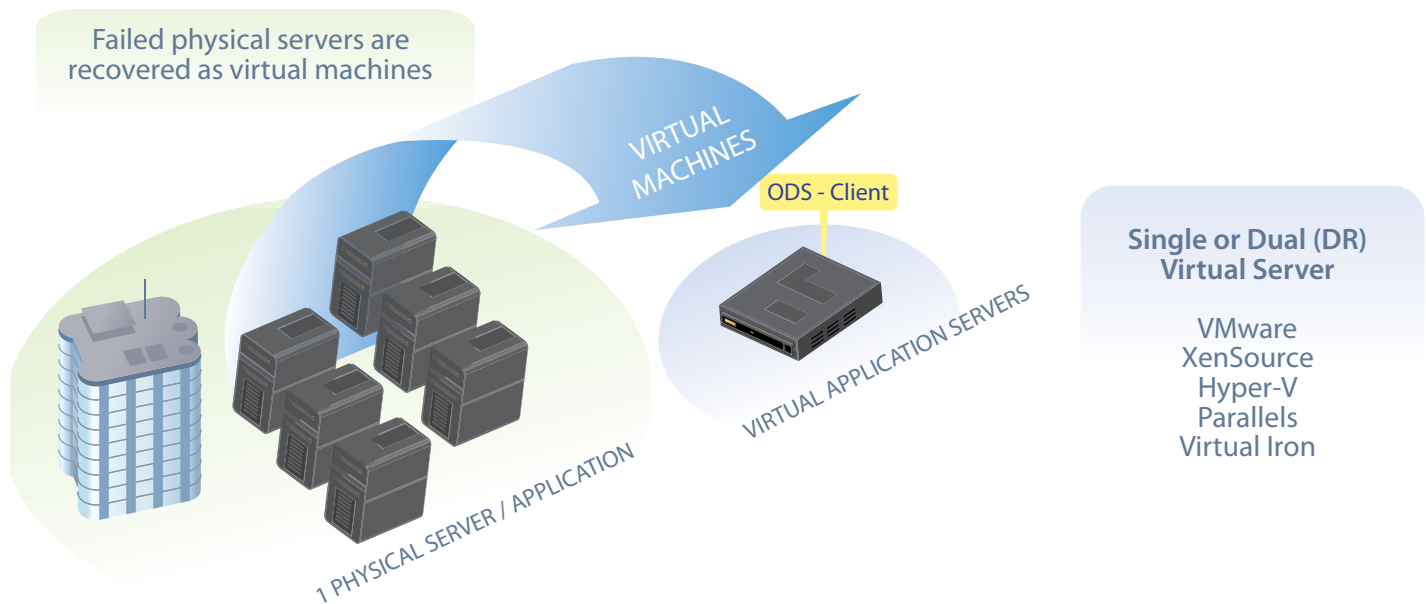 Failed physical servers are
recovered as virtual machines
VIRTUAL
MACHINES
ODS - Client
VIRTUAL APPLICATION SERVERS
1 PHYSICAL SERVER / APPLICATION
Single or Dual (DR)
Virtual Server
VMware
XenSource
Hyper-V
Parallels
Virtual Iron